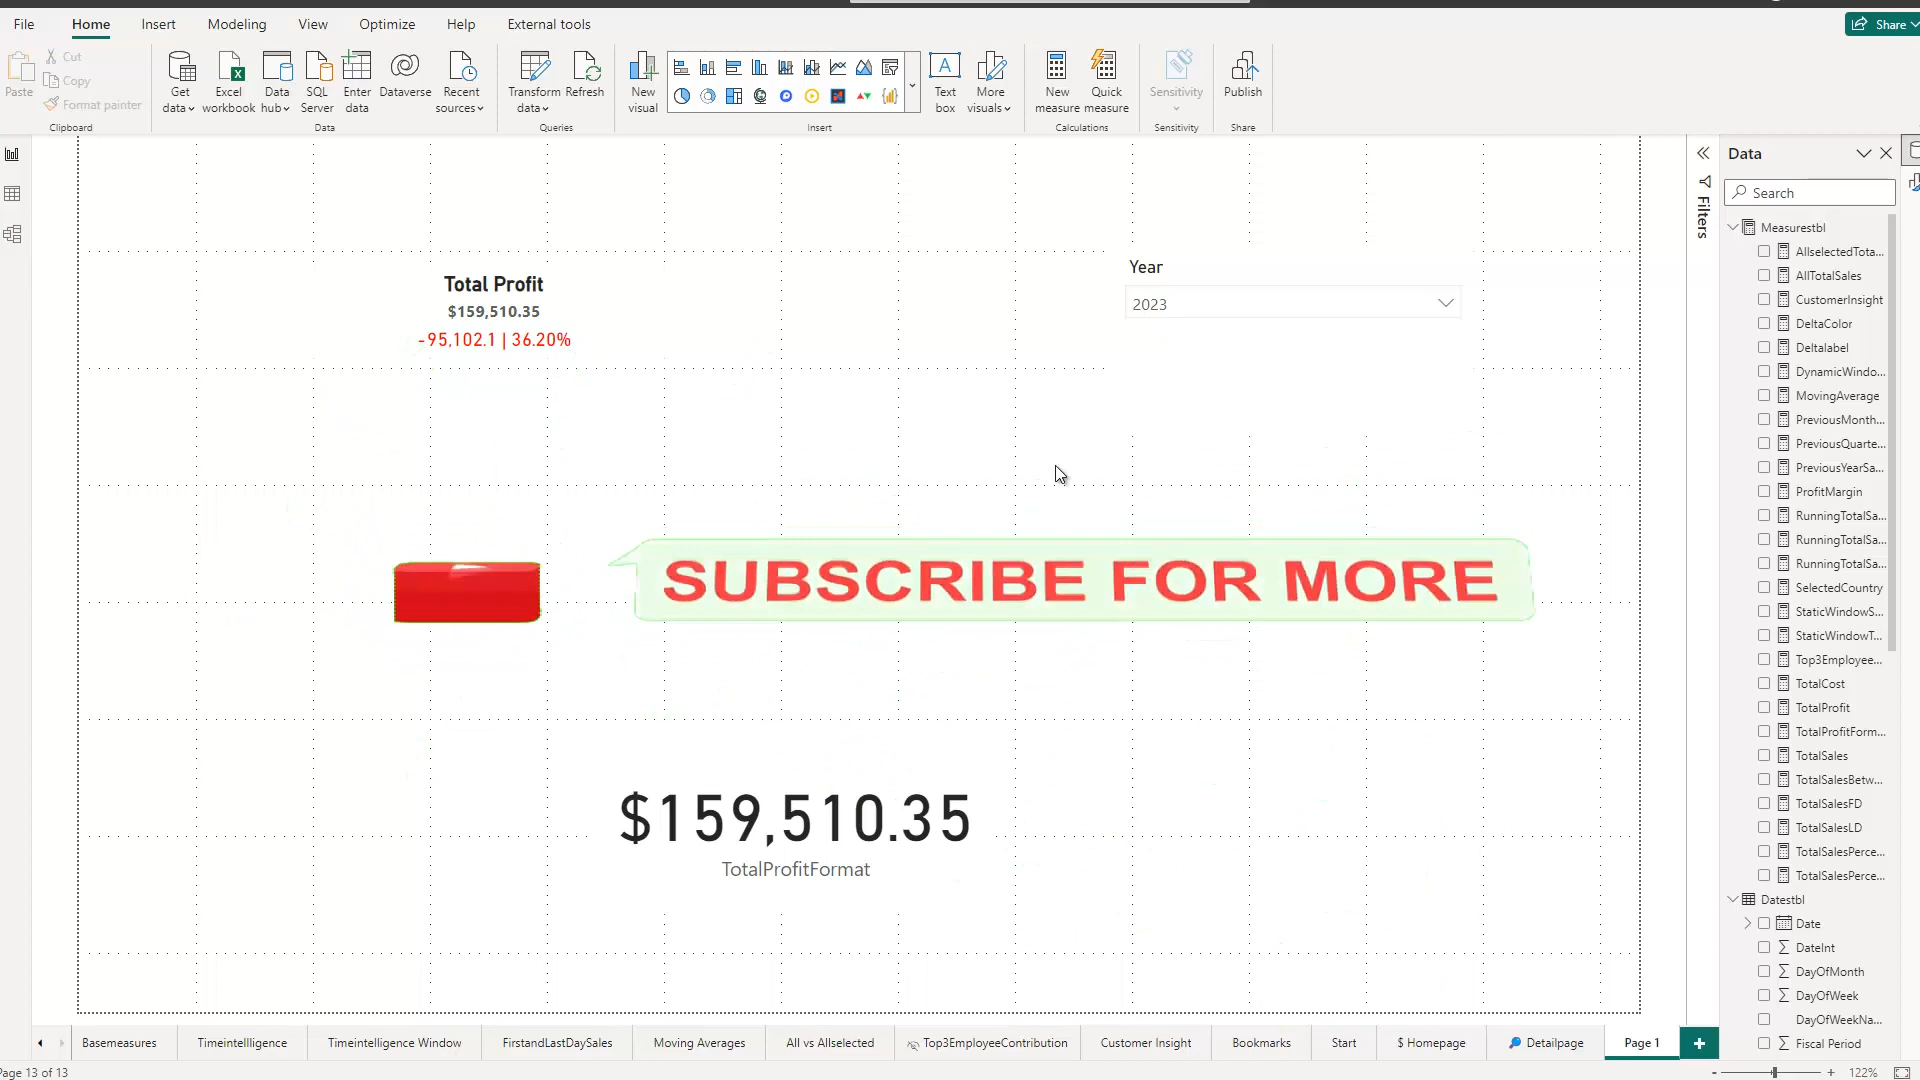 File Home Insert Modeling View Optimize Help External tools Share
Paste Cut Copy Format painter Clipboard
Get data Excel workbook Data hub SQL Server Enter data Dataverse Recent sources Data
Transform data Refresh Queries
New visual Text box More visuals Insert
New measure Quick measure Calculations
Sensitivity Sensitivity
Publish Share
Total Profit
$159,510.35
-95,102.1 | 36.20%
Year
2023
SUBSCRIBE FOR MORE
$159,510.35
TotalProfitFormat
Filters
Data
Search
Measurestbl
AllselectedTota...
AllTotalSales
CustomerInsight
DeltaColor
Deltalabel
DynamicWindo...
MovingAverage
PreviousMonth...
PreviousQuarte...
PreviousYearSa...
ProfitMargin
RunningTotalSa...
RunningTotalSa...
RunningTotalSa...
SelectedCountry
StaticWindowS...
StaticWindowT...
Top3Employee...
TotalCost
TotalProfit
TotalProfitForm...
TotalSales
TotalSalesBetw...
TotalSalesFD
TotalSalesLD
TotalSalesPerce...
TotalSalesPerce...
Datestbl
Date
DateInt
DayOfMonth
DayOfWeek
DayOfWeekNa...
Fiscal Period
Basemeasures Timeintellligence Timeintelligence Window FirstandLastDaySales Moving Averages All vs Allselected Top3EmployeeContribution Customer Insight Bookmarks Start $ Homepage Detailpage Page 1
Page 13 of 13
122%